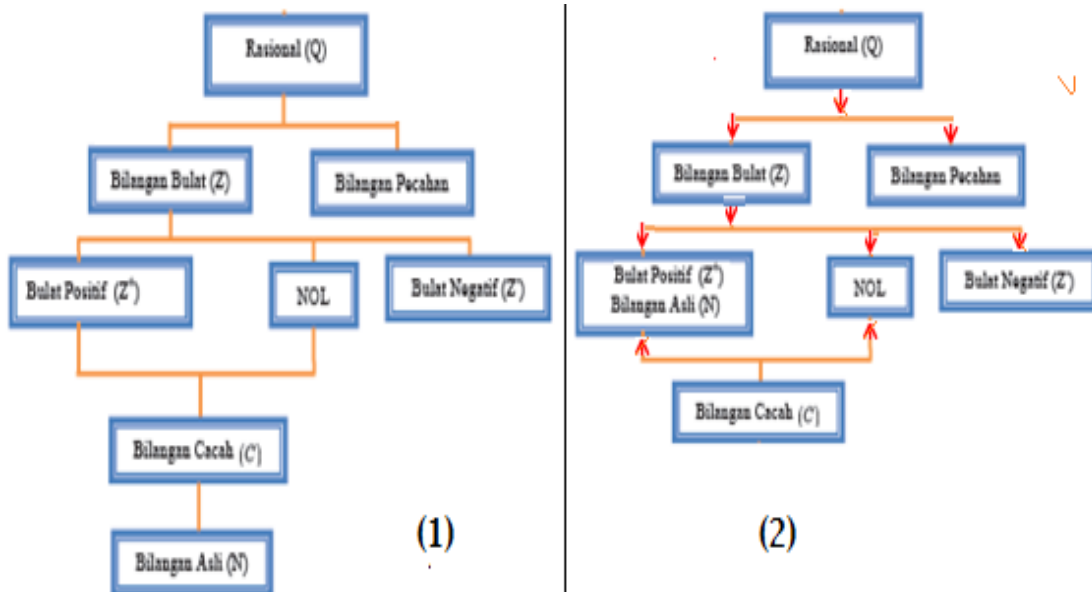 Rasional (Q)
Bilangan Bulat (Z)
Bilangan Pecahan
Bulat Positif (Z⁺)
NOL
Bulat Negatif (Z⁻)
Bilangan Cacah (C)
Bilangan Asli (N)
(1)
Rasional (Q)
Bilangan Bulat (Z)
Bilangan Pecahan
Bulat Positif (Z⁺)
Bilangan Asli (N)
NOL
Bulat Negatif (Z⁻)
Bilangan Cacah (C)
(2)